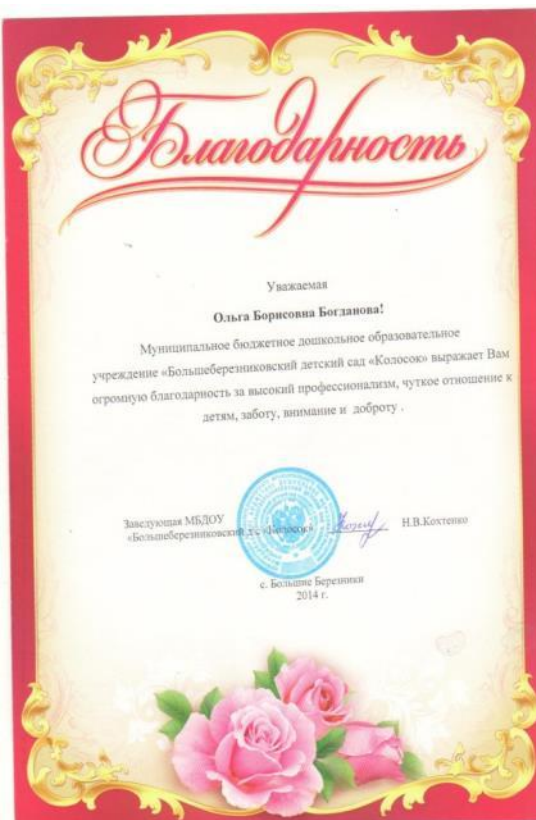 Благодарность
Уважаемая
Ольга Борисовна Богданова!
Муниципальное бюджетное дошкольное образовательное
учреждение «Большеберезниковский детский сад «Колосок» выражает Вам
огромную благодарность за высокий профессионализм, чуткое отношение к
детям, заботу, внимание и доброту .
Заведующая МБДОУ
«Большеберезниковский д/с «Колосок» Н.В.Кохтенко
с. Большие Березники
2014 г.